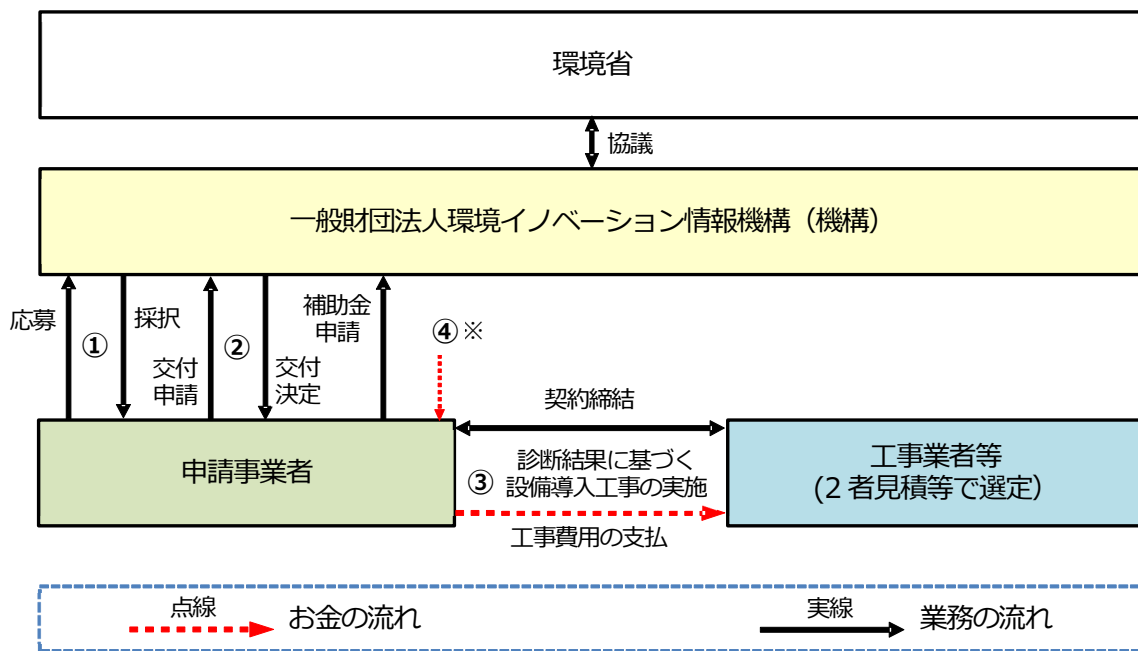 環境省
協議
一般財団法人環境イノベーション情報機構（機構）
応募
①
採択
交付
申請
②
交付
決定
補助金
申請
④※
契約締結
申請事業者
③
診断結果に基づく
設備導入工事の実施
工事費用の支払
工事業者等
(2 者見積等で選定）
点線
お金の流れ
実線
業務の流れ